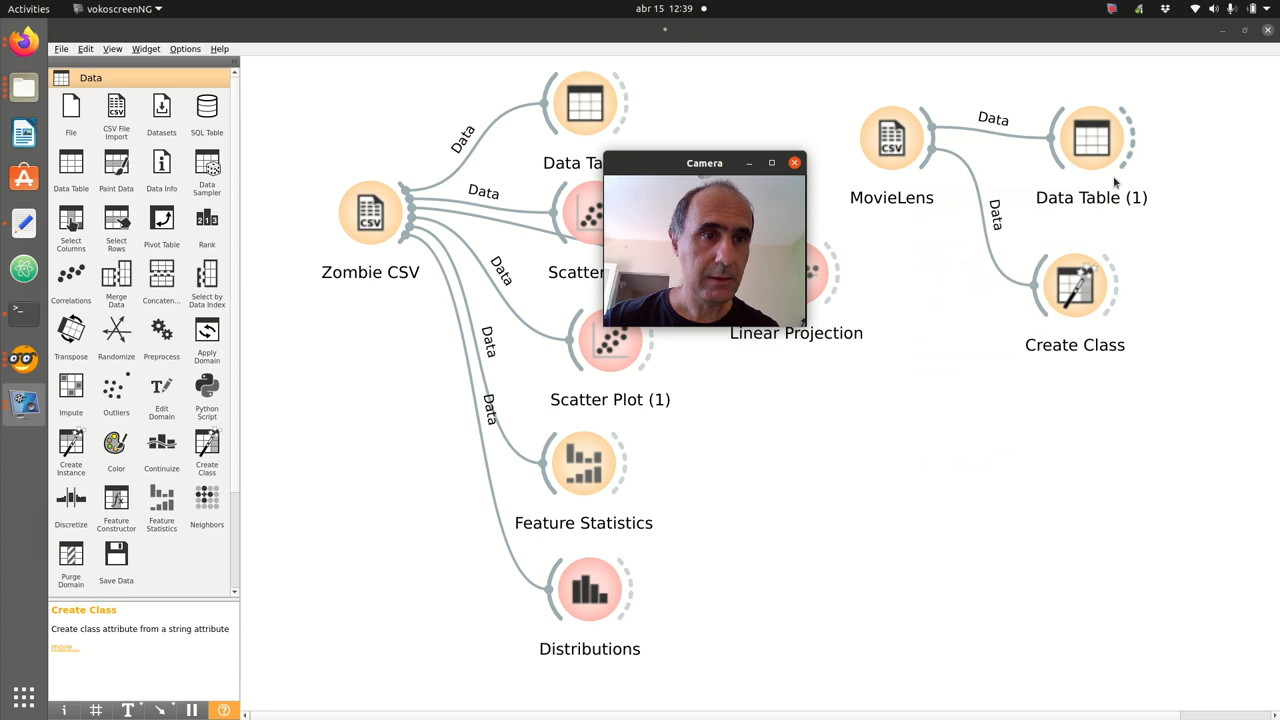 Activities
vokoscreenNG
abr 15 12:39
File Edit View Widget Options Help
Data
File
CSV File Import
Datasets
SQL Table
Data Table
Paint Data
Data Info
Data Sampler
Select Columns
Select Rows
Pivot Table
Rank
Correlations
Merge Data
Concaten...
Select by Data Index
Transpose
Randomize
Preprocess
Apply Domain
Impute
Outliers
Edit Domain
Python Script
Create Instance
Color
Continuize
Create Class
Discretize
Feature Constructor
Feature Statistics
Neighbors
Purge Domain
Save Data
Create Class
Create class attribute from a string attribute
more...
CSV
Zombie CSV
Data
Data
Data
Data
Data
Data Ta
Scatter
Camera
Linear Projection
Scatter Plot (1)
Feature Statistics
Distributions
CSV
MovieLens
Data
Data
Data Table (1)
Create Class